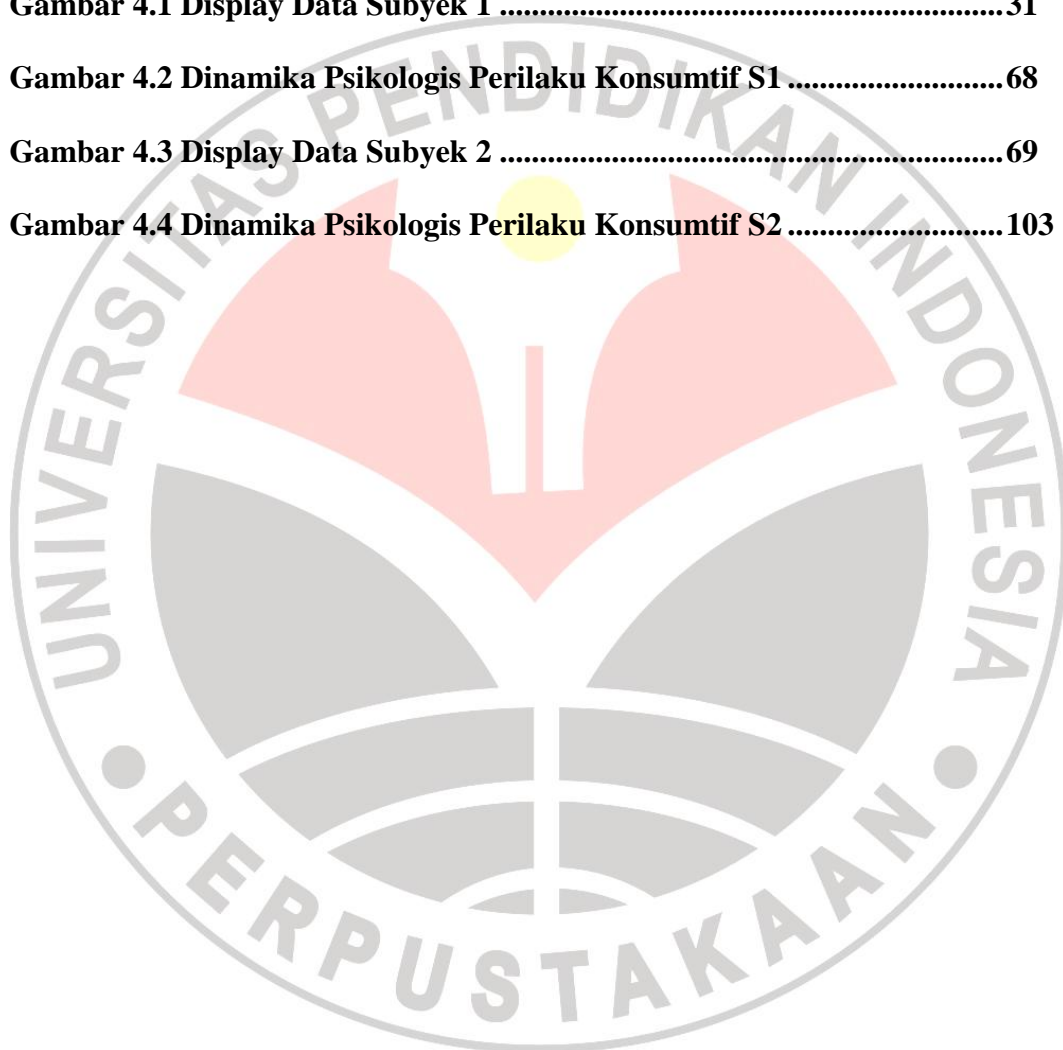 Gambar 4.1 Display Data Subyek 1 ....................................................................................31
Gambar 4.2 Dinamika Psikologis Perilaku Konsumtif S1 ...........................68
Gambar 4.3 Display Data Subyek 2 ....................................................................................69
Gambar 4.4 Dinamika Psikologis Perilaku Konsumtif S2 ...........................103
UNIVERSITAS PENDIDIKAN INDONESIA
PERPUSTAKAAN